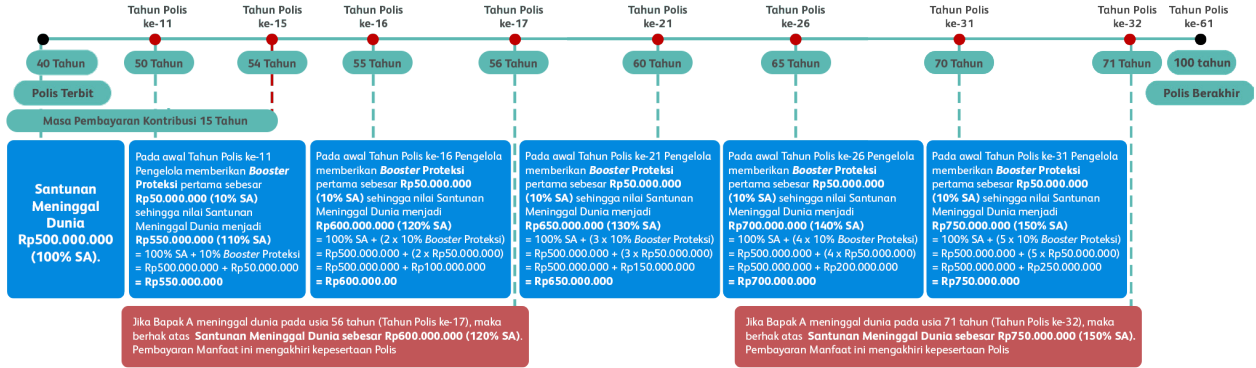 Tahun Polis
ke-11
Tahun Polis
ke-15
Tahun Polis
ke-16
Tahun Polis
ke-17
Tahun Polis
ke-21
Tahun Polis
ke-26
Tahun Polis
ke-31
Tahun Polis
ke-32
Tahun Polis
ke-61
40 Tahun
50 Tahun
54 Tahun
55 Tahun
56 Tahun
60 Tahun
65 Tahun
70 Tahun
71 Tahun
100 tahun
Polis Terbit
Polis Berakhir
Masa Pembayaran Kontribusi 15 Tahun
Santunan
Meninggal
Dunia
Rp500.000.000
(100% SA).
Pada awal Tahun Polis ke-11
Pengelola memberikan Booster
Proteksi pertama sebesar
Rp50.000.000 (10% SA)
sehingga nilai Santunan
Meninggal Dunia menjadi
Rp550.000.000 (110% SA)
= 100% SA + 10% Booster Proteksi
= Rp500.000.000 + Rp50.000.000
= Rp550.000.000
Pada awal Tahun Polis ke-16 Pengelola
memberikan Booster Proteksi
pertama sebesar Rp50.000.000
(10% SA) sehingga nilai Santunan
Meninggal Dunia menjadi
Rp600.000.000 (120% SA)
= 100% SA + (2 x 10% Booster Proteksi)
= Rp500.000.000 + (2 x Rp50.000.000)
= Rp500.000.000 + Rp100.000.000
= Rp600.000.00
Pada awal Tahun Polis ke-21 Pengelola
memberikan Booster Proteksi
pertama sebesar Rp50.000.000
(10% SA) sehingga nilai Santunan
Meninggal Dunia menjadi
Rp650.000.000 (130% SA)
= 100% SA + (3 x 10% Booster Proteksi)
= Rp500.000.000 + (3 x Rp50.000.000)
= Rp500.000.000 + Rp150.000.000
= Rp650.000.000
Pada awal Tahun Polis ke-26 Pengelola
memberikan Booster Proteksi
pertama sebesar Rp50.000.000
(10% SA) sehingga nilai Santunan
Meninggal Dunia menjadi
Rp700.000.000 (140% SA)
= 100% SA + (4 x 10% Booster Proteksi)
= Rp500.000.000 + (4 x Rp50.000.000)
= Rp500.000.000 + Rp200.000.000
= Rp700.000.000
Pada awal Tahun Polis ke-31 Pengelola
memberikan Booster Proteksi
pertama sebesar Rp50.000.000
(10% SA) sehingga nilai Santunan
Meninggal Dunia menjadi
Rp750.000.000 (150% SA)
= 100% SA + (5 x 10% Booster Proteksi)
= Rp500.000.000 + (5 x Rp50.000.000)
= Rp500.000.000 + Rp250.000.000
= Rp750.000.000
Jika Bapak A meninggal dunia pada usia 56 tahun (Tahun Polis ke-17), maka
berhak atas Santunan Meninggal Dunia sebesar Rp600.000.000 (120% SA).
Pembayaran Manfaat ini mengakhiri kepesertaan Polis
Jika Bapak A meninggal dunia pada usia 71 tahun (Tahun Polis ke-32), maka
berhak atas Santunan Meninggal Dunia sebesar Rp750.000.000 (150% SA).
Pembayaran Manfaat ini mengakhiri kepesertaan Polis